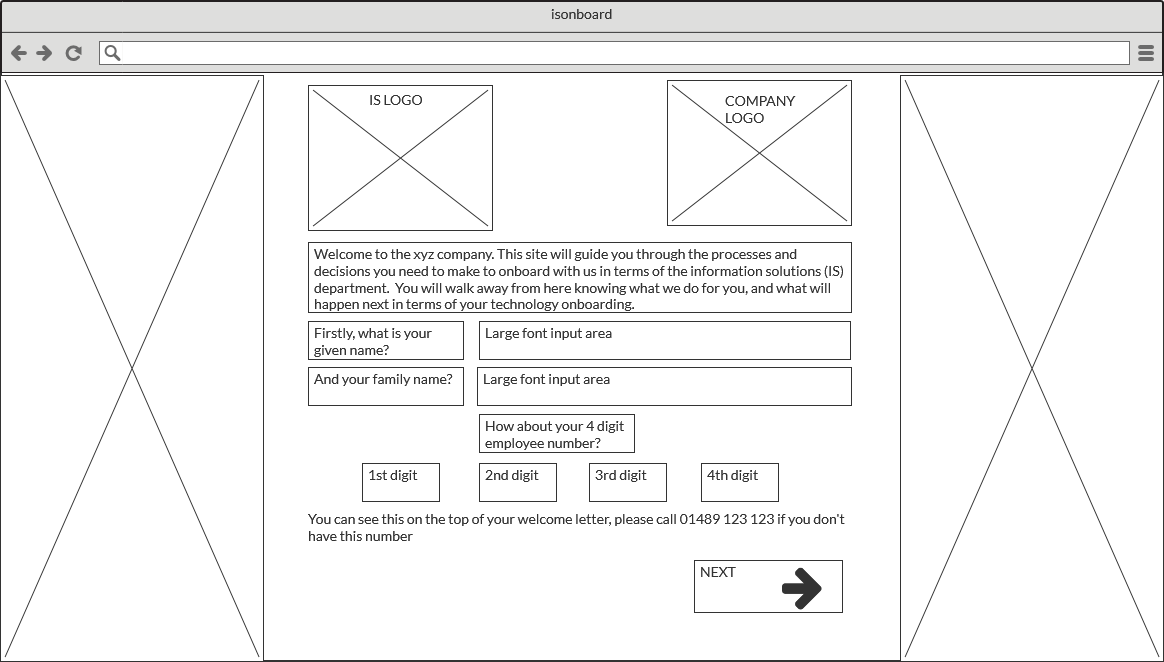 isonboard
IS LOGO
COMPANY
LOGO
Welcome to the xyz company. This site will guide you through the processes and
decisions you need to make to onboard with us in terms of the information solutions (IS)
department.  You will walk away from here knowing what we do for you, and what will
happen next in terms of your technology onboarding.
Firstly, what is your
given name?
Large font input area
And your family name?
Large font input area
How about your 4 digit
employee number?
1st digit
2nd digit
3rd digit
4th digit
You can see this on the top of your welcome letter, please call 01489 123 123 if you don't
have this number
NEXT